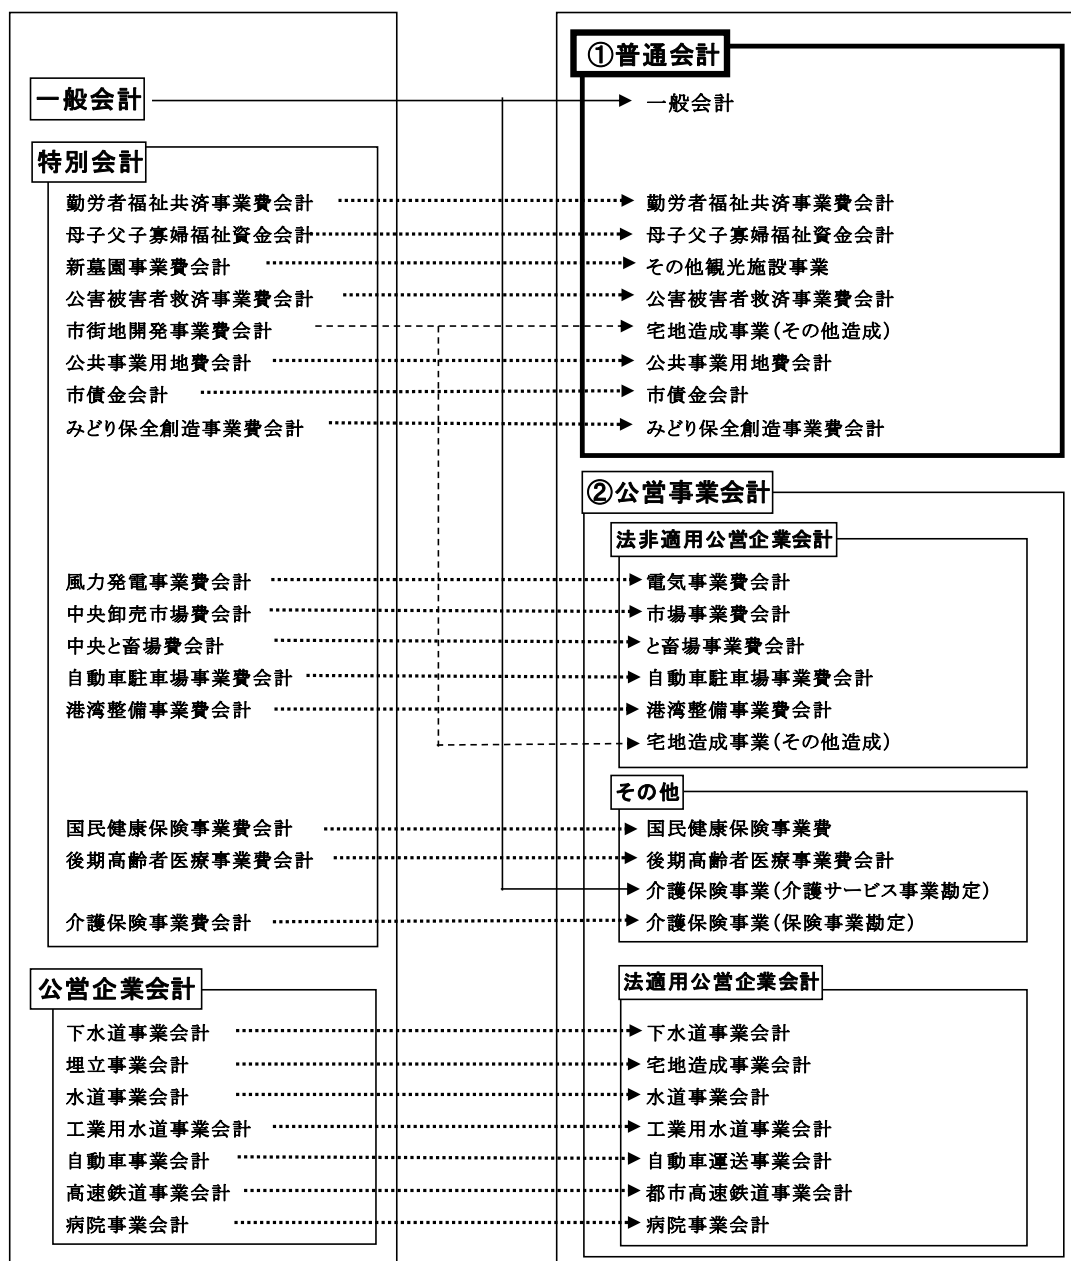 一般会計
特別会計
勤労者福祉共済事業費会計
母子父子寡婦福祉資金会計
新墓園事業費会計
公害被害者救済事業費会計
市街地開発事業費会計
公共事業用地費会計
市債金会計
みどり保全創造事業費会計
風力発電事業費会計
中央卸売市場費会計
中央と畜場費会計
自動車駐車場事業費会計
港湾整備事業費会計
国民健康保険事業費会計
後期高齢者医療事業費会計
介護保険事業費会計
公営企業会計
下水道事業会計
埋立事業会計
水道事業会計
工業用水道事業会計
自動車事業会計
高速鉄道事業会計
病院事業会計
①普通会計
一般会計
勤労者福祉共済事業費会計
母子父子寡婦福祉資金会計
その他観光施設事業
公害被害者救済事業費会計
宅地造成事業(その他造成)
公共事業用地費会計
市債金会計
みどり保全創造事業費会計
②公営事業会計
法非適用公営企業会計
電気事業費会計
市場事業費会計
と畜場事業費会計
自動車駐車場事業費会計
港湾整備事業費会計
宅地造成事業(その他造成)
その他
国民健康保険事業費
後期高齢者医療事業費会計
介護保険事業(介護サービス事業勘定)
介護保険事業(保険事業勘定)
法適用公営企業会計
下水道事業会計
宅地造成事業会計
水道事業会計
工業用水道事業会計
自動車運送事業会計
都市高速鉄道事業会計
病院事業会計